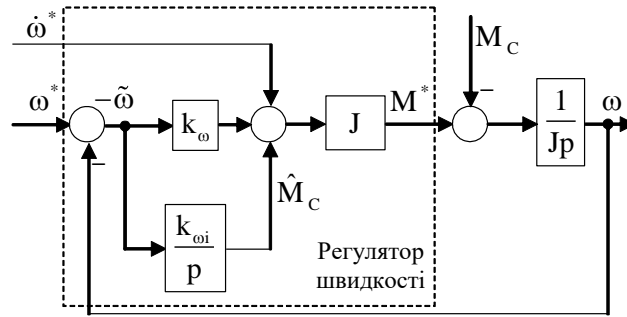 ω̇*
M_C
ω*
−ω̃
k_ω
J
M*
−
1
Jp
ω
−
M̂_C
k_ωi
p
Регулятор
швидкості